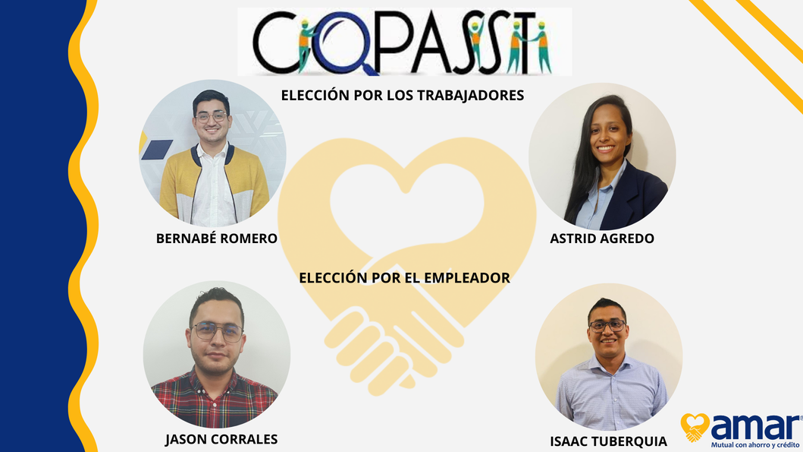 COPASST
ELECCIÓN POR LOS TRABAJADORES
BERNABÉ ROMERO
ASTRID AGREDO
ELECCIÓN POR EL EMPLEADOR
JASON CORRALES
ISAAC TUBERQUIA
amar
Mutual con ahorro y crédito